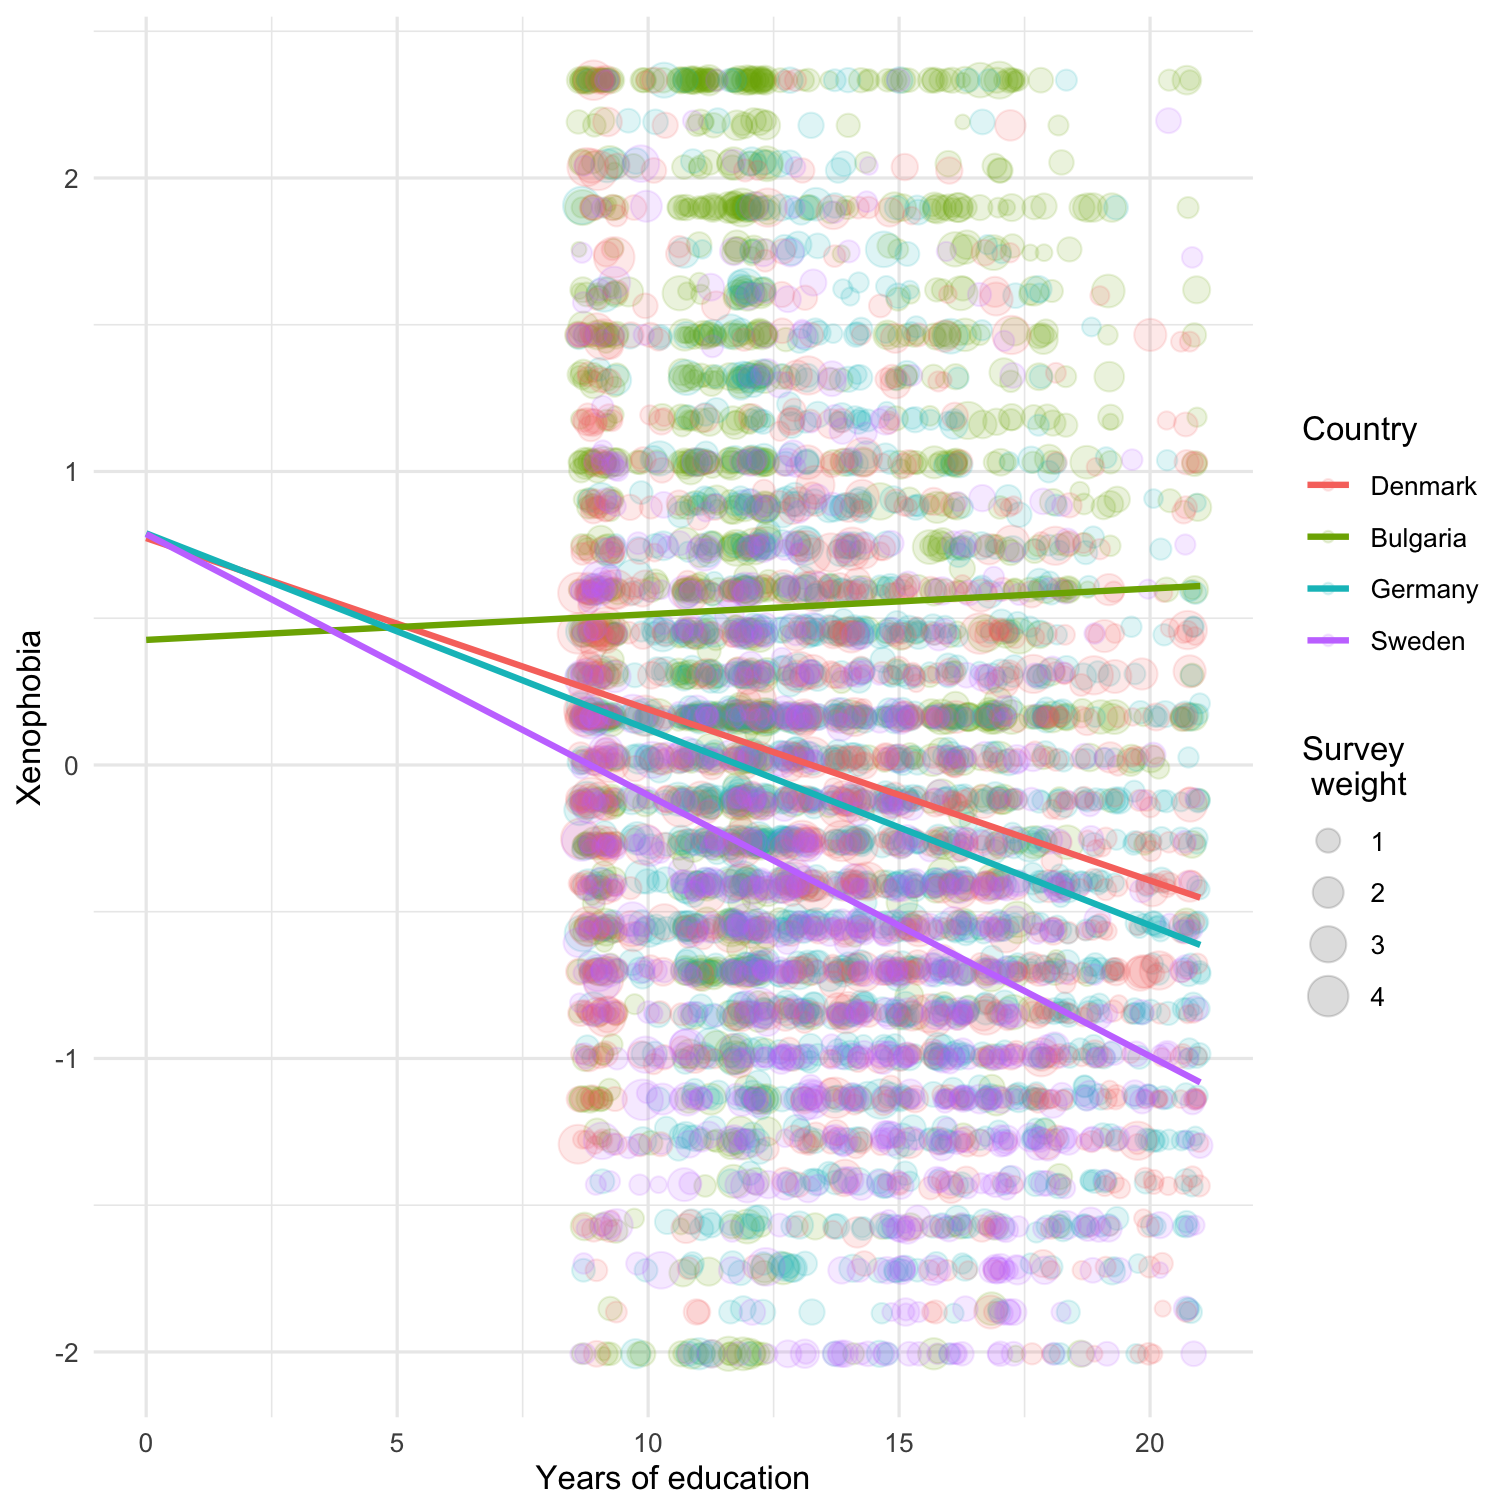 2
1
0
-1
-2
Xenophobia
0 5 10 15 20
Years of education
Country
Denmark
Bulgaria
Germany
Sweden
Survey
weight
1
2
3
4